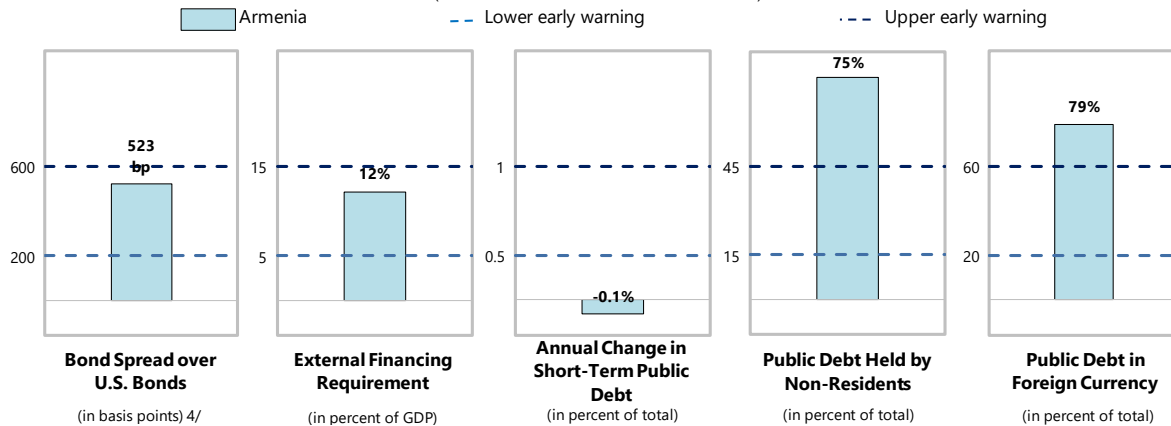 Armenia Lower early warning Upper early warning
523
bp
600
200
Bond Spread over
U.S. Bonds
(in basis points) 4/
12%
15
5
External Financing
Requirement
(in percent of GDP)
1
0.5
-0.1%
Annual Change in
Short-Term Public
Debt
(in percent of total)
75%
45
15
Public Debt Held by
Non-Residents
(in percent of total)
79%
60
20
Public Debt in
Foreign Currency
(in percent of total)